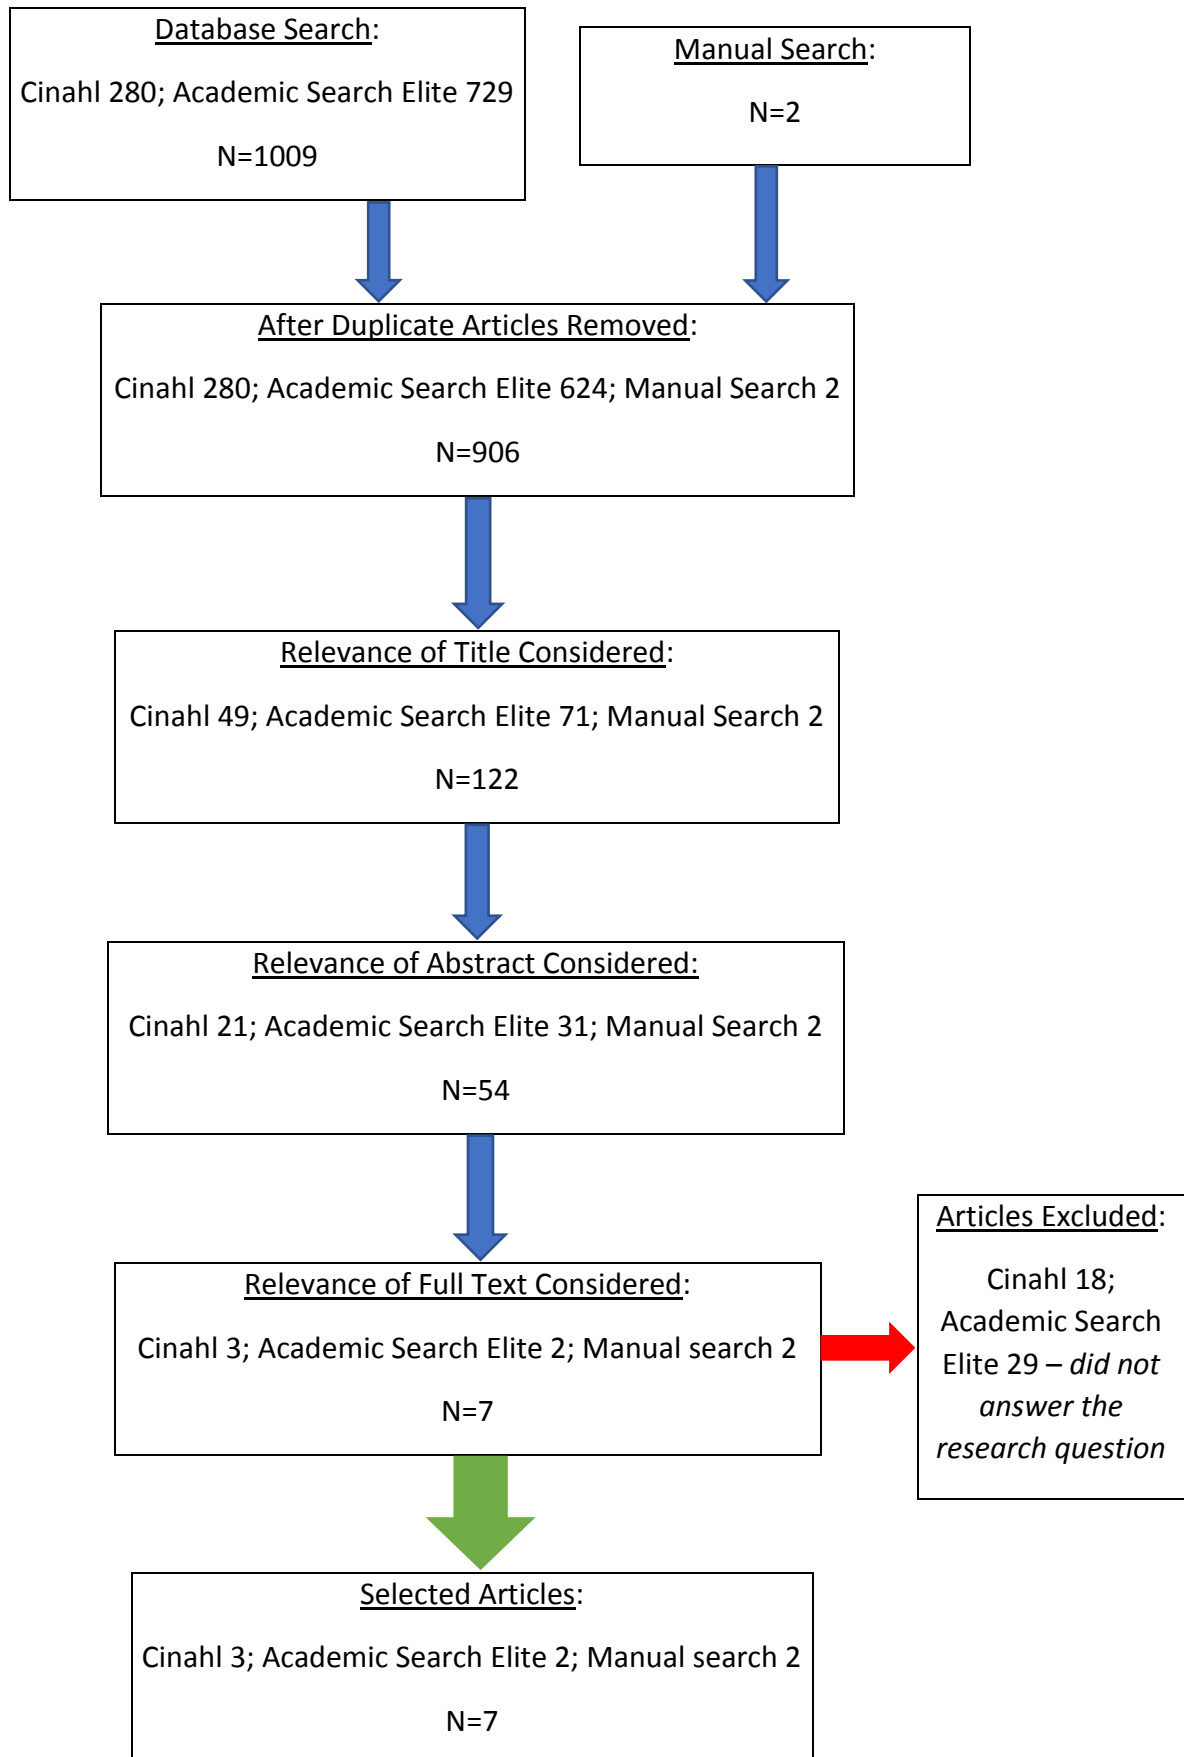 Database Search:
Cinahl 280; Academic Search Elite 729
N=1009
Manual Search:
N=2
After Duplicate Articles Removed:
Cinahl 280; Academic Search Elite 624; Manual Search 2
N=906
Relevance of Title Considered:
Cinahl 49; Academic Search Elite 71; Manual Search 2
N=122
Relevance of Abstract Considered:
Cinahl 21; Academic Search Elite 31; Manual Search 2
N=54
Relevance of Full Text Considered:
Cinahl 3; Academic Search Elite 2; Manual search 2
N=7
Articles Excluded:
Cinahl 18;
Academic Search
Elite 29 – did not
answer the
research question
Selected Articles:
Cinahl 3; Academic Search Elite 2; Manual search 2
N=7